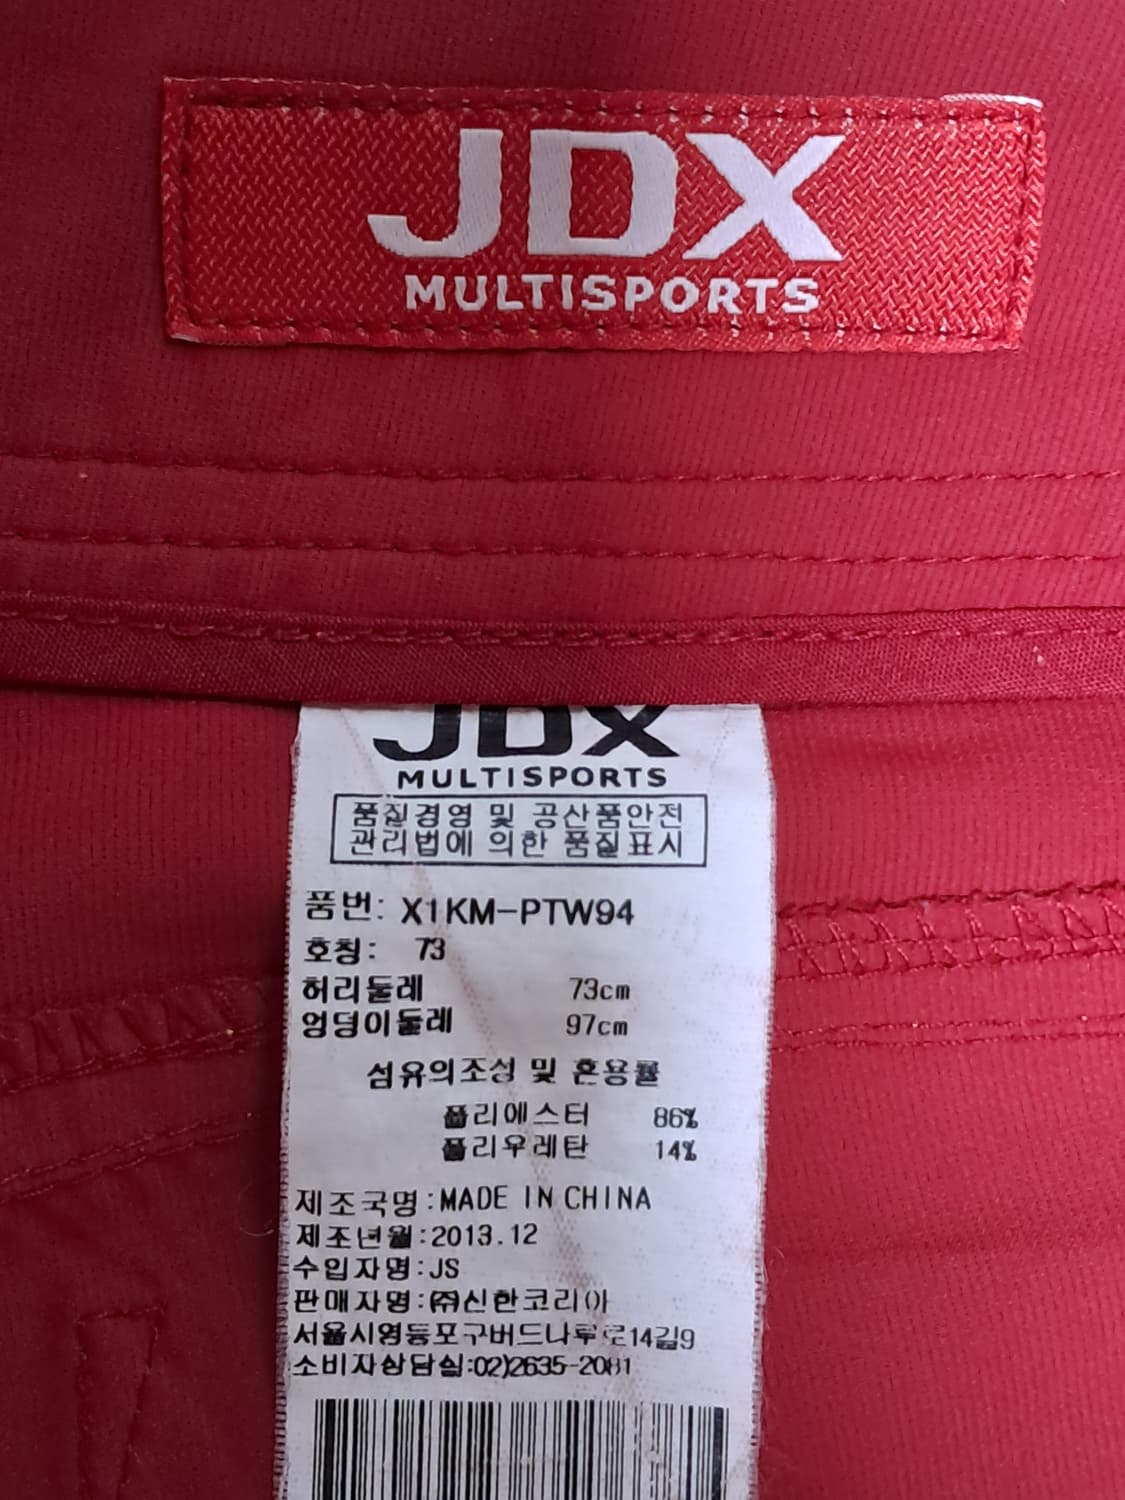 JDX
MULTISPORTS
JDX
MULTISPORTS
품질경영 및 공산품안전
관리법에 의한 품질표시
품번: X1KM-PTW94
호칭: 73
허리둘레 73cm
엉덩이둘레 97cm
섬유의조성 및 혼용률
폴리에스터 86%
폴리우레탄 14%
제조국명:MADE IN CHINA
제조년월:2013.12
수입자명:JS
판매자명:㈜신한코리아
서울시영등포구버드나루로14길9
소비자상담실:02)2635-2081